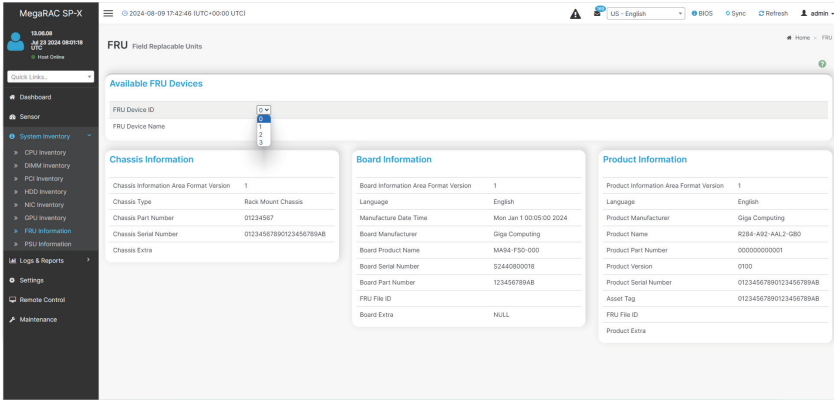 MegaRAC SP-X
2024-08-09 17:42:46 (UTC+00:00 UTC)
US - English
BIOS
Sync
Refresh
admin
13.06.08
Jul 23 2024 08:01:18
UTC
Host Online
Quick Links..
Dashboard
Sensor
System Inventory
CPU Inventory
DIMM Inventory
PCI Inventory
HDD Inventory
NIC Inventory
GPU Inventory
FRU Information
PSU Information
Logs & Reports
Settings
Remote Control
Maintenance
FRU Field Replacable Units
Home > FRU
Available FRU Devices
FRU Device ID 0
0
1
2
3
FRU Device Name
Chassis Information
Chassis Information Area Format Version 1
Chassis Type Rack Mount Chassis
Chassis Part Number 01234567
Chassis Serial Number 01234567890123456789AB
Chassis Extra
Board Information
Board Information Area Format Version 1
Language English
Manufacture Date Time Mon Jan 1 00:05:00 2024
Board Manufacturer Giga Computing
Board Product Name MA94-FS0-000
Board Serial Number S2440800018
Board Part Number 123456789AB
FRU File ID
Board Extra NULL
Product Information
Product Information Area Format Version 1
Language English
Product Manufacturer Giga Computing
Product Name R284-A92-AAL2-GB0
Product Part Number 000000000001
Product Version 0100
Product Serial Number 01234567890123456789AB
Asset Tag 01234567890123456789AB
FRU File ID
Product Extra